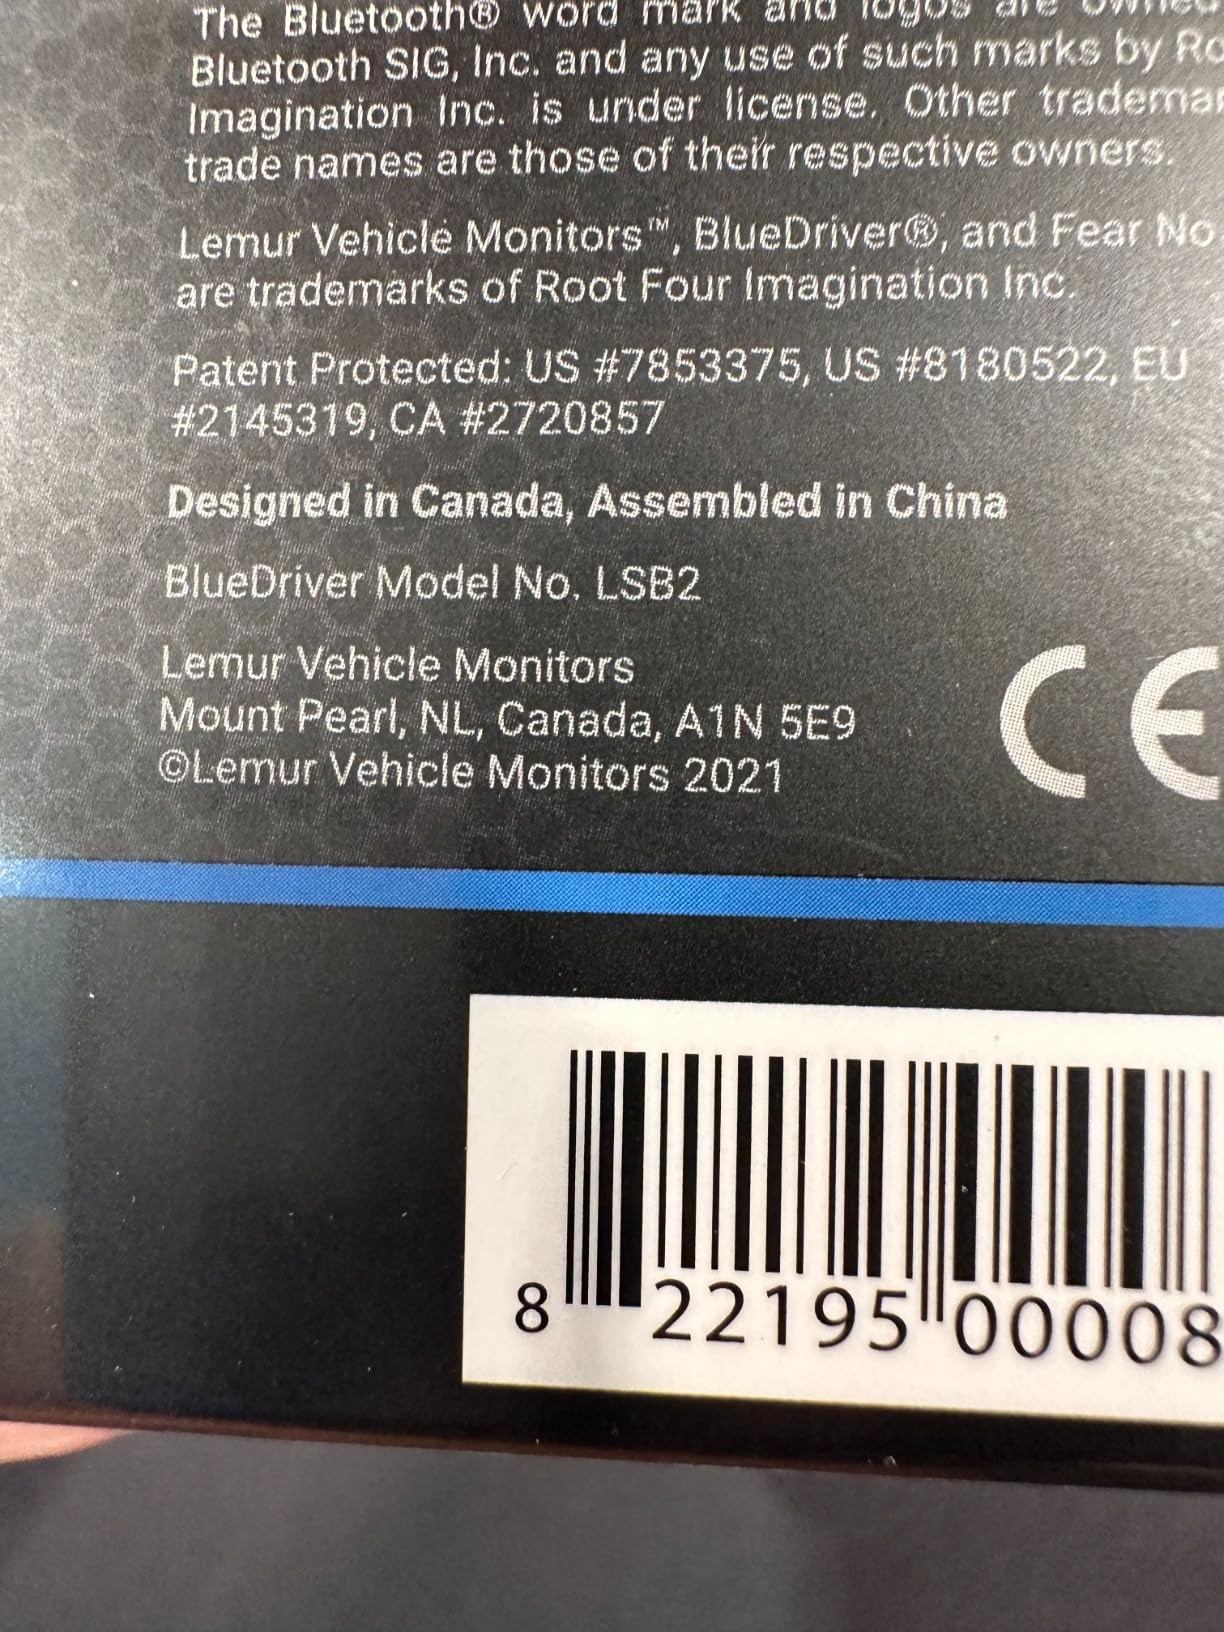 The Bluetooth® word mark and logos are owned
Bluetooth SIG, Inc. and any use of such marks by
Imagination Inc. is under license. Other
trade names are those of their respective owners.
Lemur Vehicle Monitors™, BlueDriver®, and Fear No
are trademarks of Root Four Imagination Inc.
Patent Protected: US #7853375, US #8180522, EU
#2145319, CA #2720857
Designed in Canada, Assembled in China
BlueDriver Model No. LSB2
Lemur Vehicle Monitors
Mount Pearl, NL, Canada, A1N 5E9
©Lemur Vehicle Monitors 2021
CE
8 22195 00008